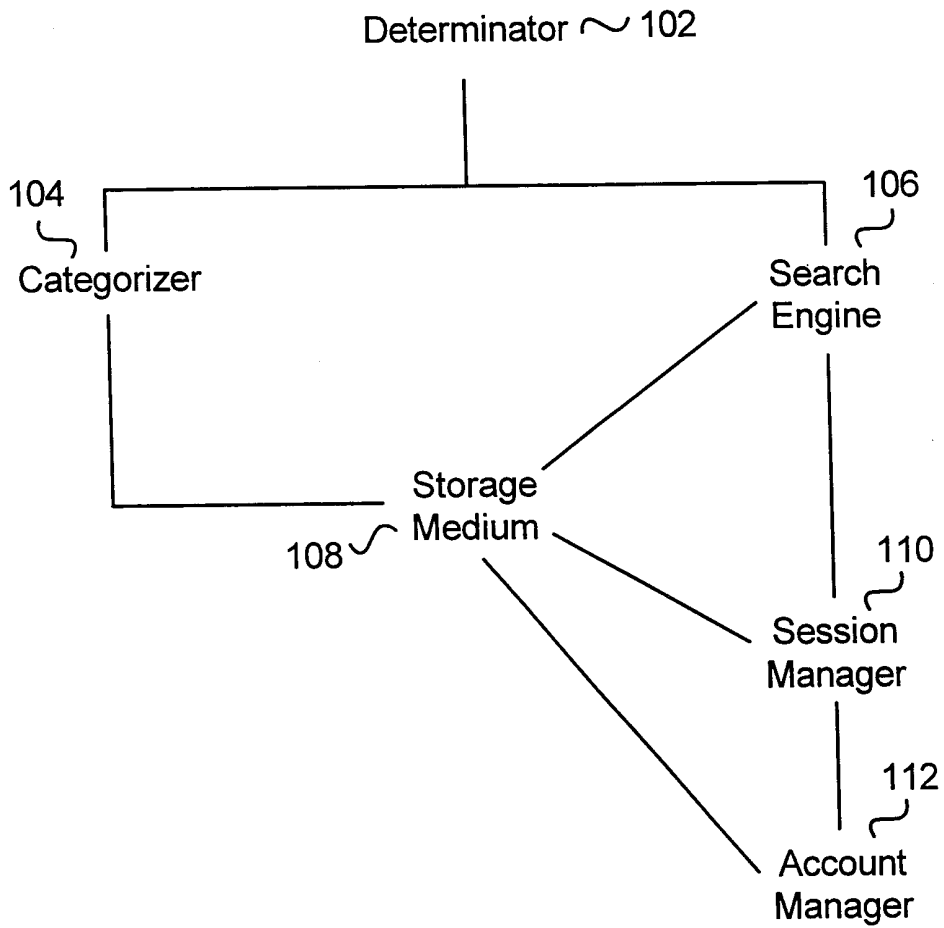 Determinator 102
104
Categorizer
106
Search
Engine
Storage
Medium
108
110
Session
Manager
112
Account
Manager